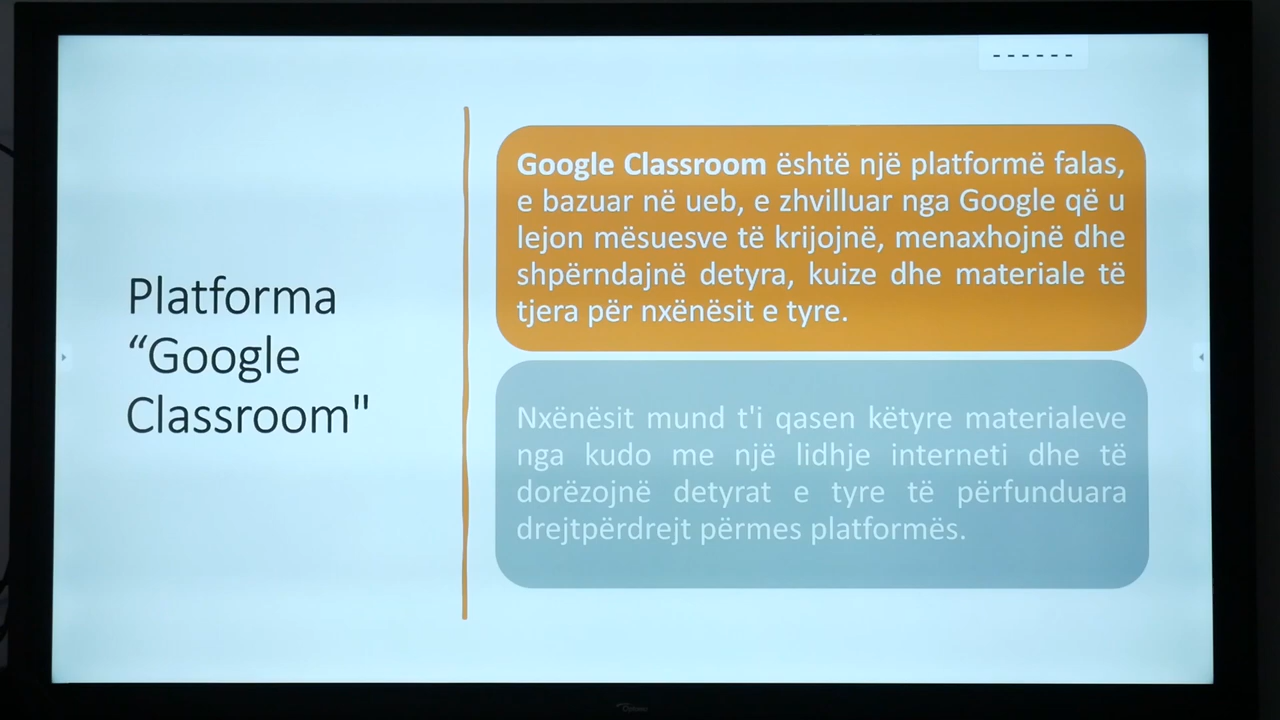 Platforma
“Google
Classroom"
Google Classroom është një platformë falas,
e bazuar në ueb, e zhvilluar nga Google që u
lejon mësuesve të krijojnë, menaxhojnë dhe
shpërndajnë detyra, kuize dhe materiale të
tjera për nxënësit e tyre.
Nxënësit mund t'i qasen këtyre materialeve
nga kudo me një lidhje interneti dhe të
dorëzojnë detyrat e tyre të përfunduara
drejtpërdrejt përmes platformës.